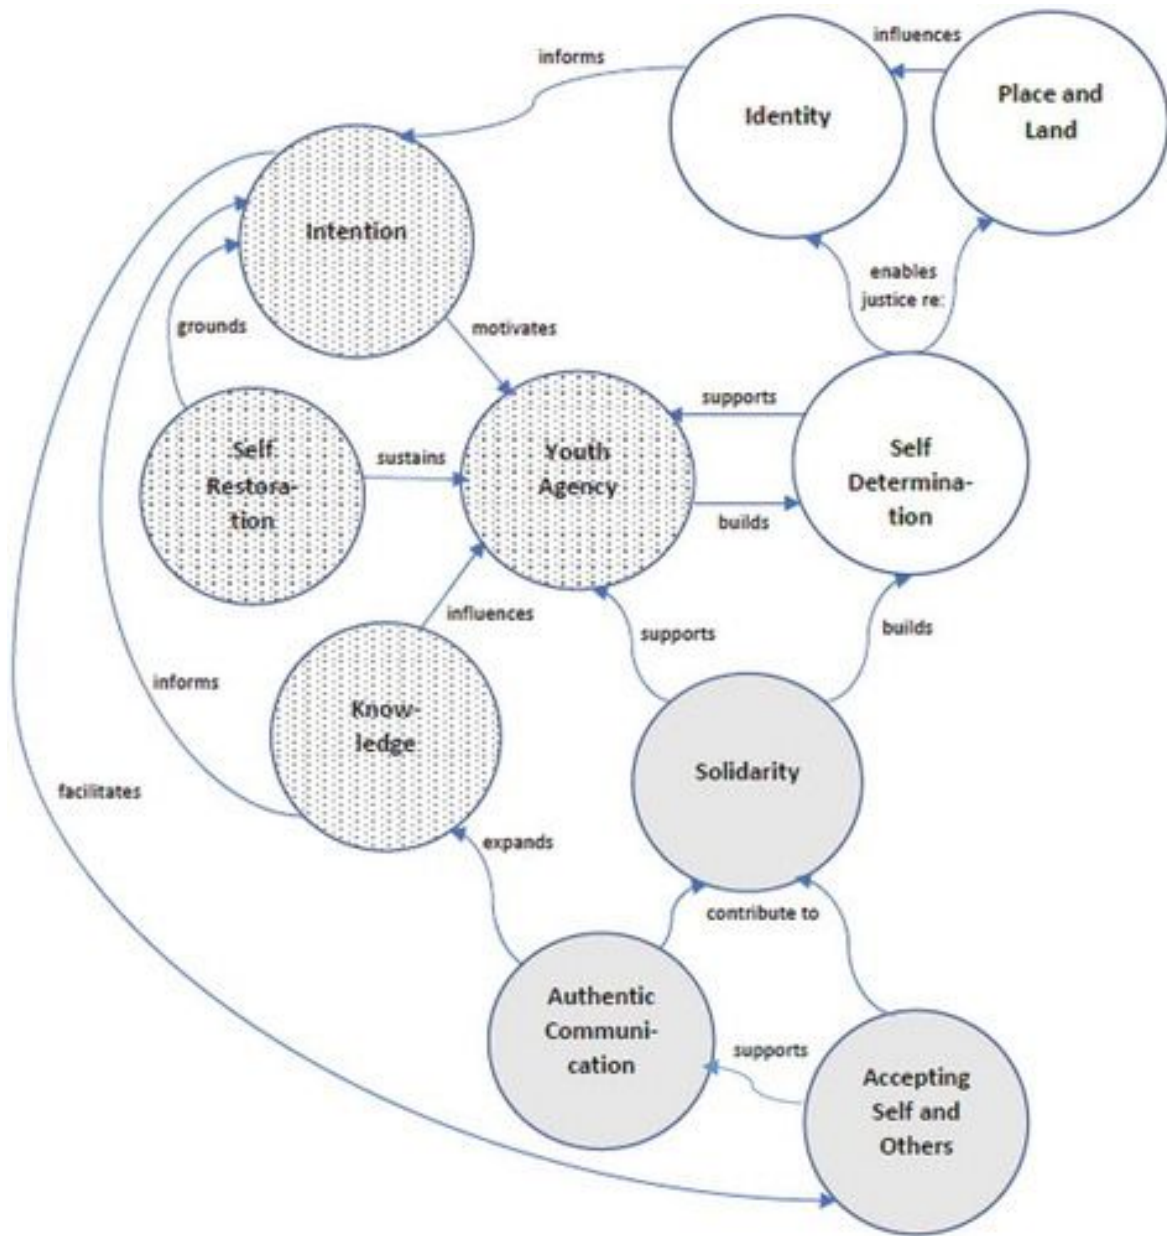 influences
informs
Identity
Place and
Land
Intention
enables
justice re:
grounds
motivates
supports
Self
Restora-
tion
sustains
Youth
Agency
Self
Determina-
tion
builds
influences
supports
builds
informs
Know-
ledge
Solidarity
facilitates
expands
contribute to
Authentic
Communi-
cation
supports
Accepting
Self and
Others